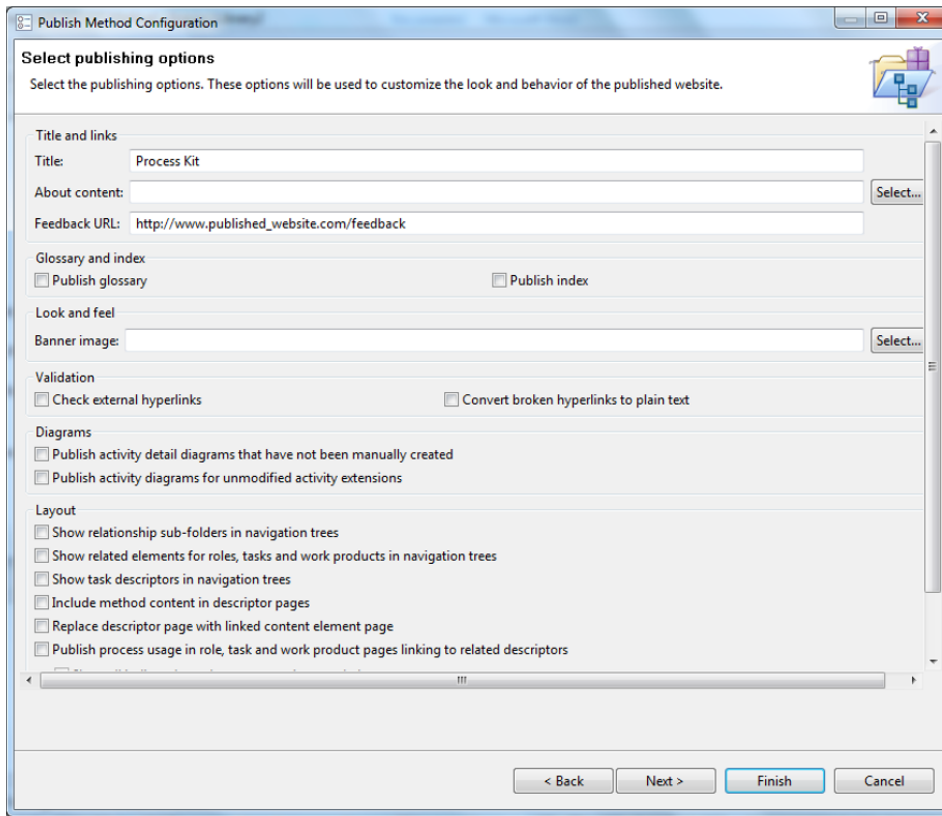 Publish Method Configuration
Select publishing options
Select the publishing options. These options will be used to customize the look and behavior of the published website.
Title and links
Title: Process Kit
About content: Select...
Feedback URL: http://www.published_website.com/feedback
Glossary and index
Publish glossary Publish index
Look and feel
Banner image: Select...
Validation
Check external hyperlinks Convert broken hyperlinks to plain text
Diagrams
Publish activity detail diagrams that have not been manually created
Publish activity diagrams for unmodified activity extensions
Layout
Show relationship sub-folders in navigation trees
Show related elements for roles, tasks and work products in navigation trees
Show task descriptors in navigation trees
Include method content in descriptor pages
Replace descriptor page with linked content element page
Publish process usage in role, task and work product pages linking to related descriptors
< Back Next > Finish Cancel